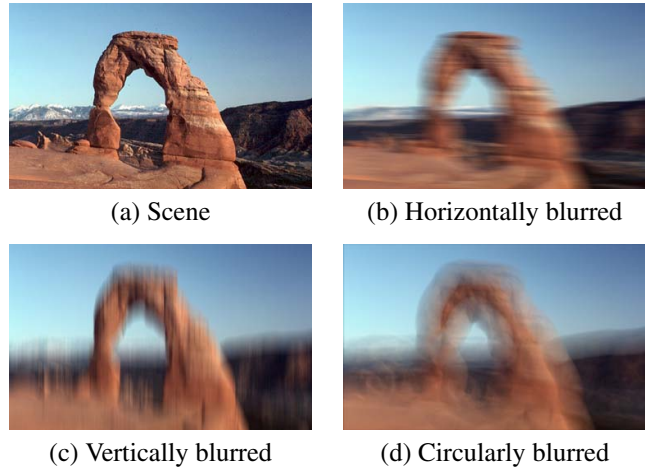 (a) Scene
(b) Horizontally blurred
(c) Vertically blurred
(d) Circularly blurred